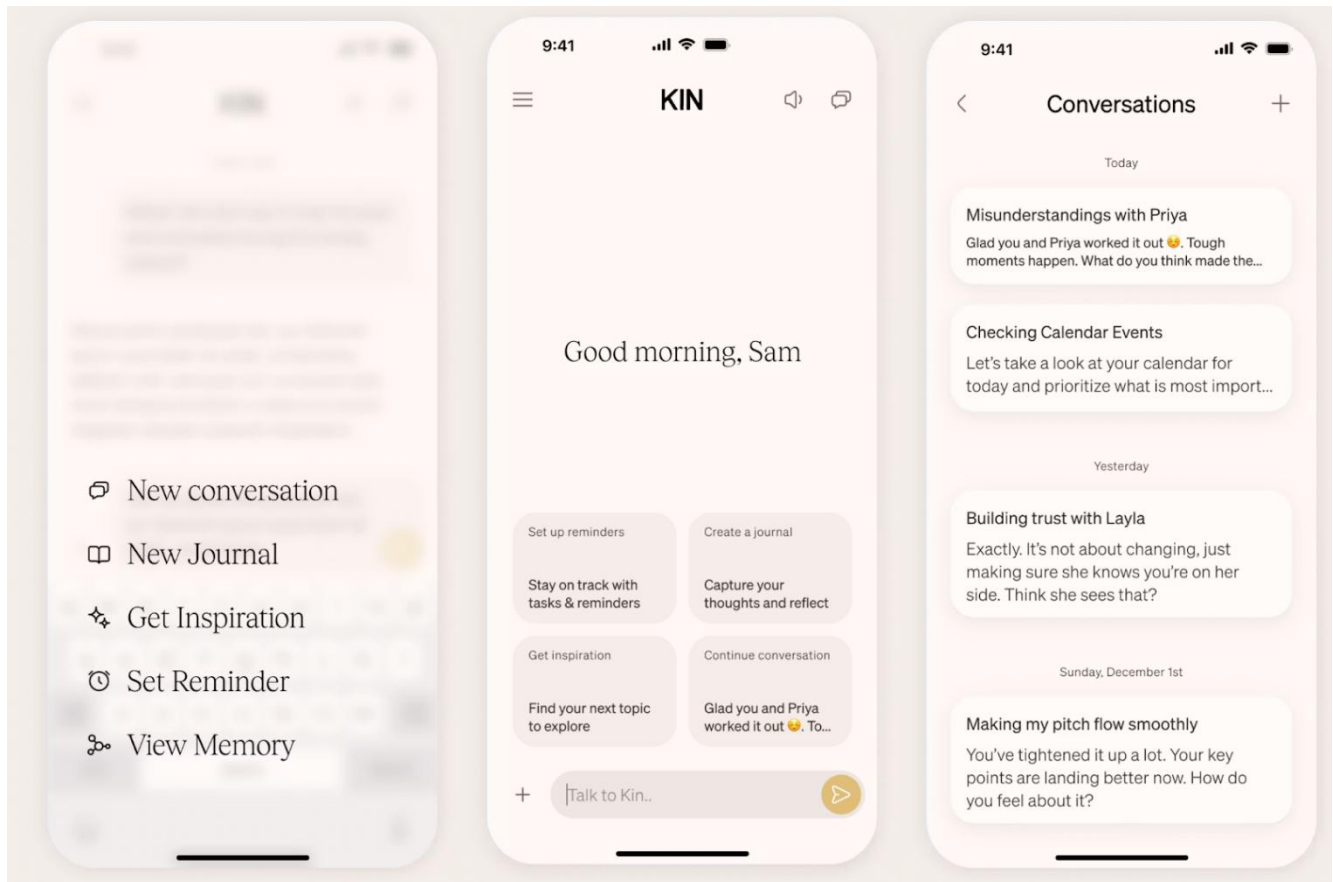 New conversation
New Journal
Get Inspiration
Set Reminder
View Memory
9:41
KIN
Good morning, Sam
Set up reminders
Stay on track with
tasks & reminders
Create a journal
Capture your
thoughts and reflect
Get inspiration
Find your next topic
to explore
Continue conversation
Glad you and Priya
worked it out ☺️. To...
Talk to Kin..
9:41
Conversations
Today
Misunderstandings with Priya
Glad you and Priya worked it out ☺️. Tough
moments happen. What do you think made the...
Checking Calendar Events
Let's take a look at your calendar for
today and prioritize what is most import...
Yesterday
Building trust with Layla
Exactly. It's not about changing, just
making sure she knows you're on her
side. Think she sees that?
Sunday, December 1st
Making my pitch flow smoothly
You've tightened it up a lot. Your key
points are landing better now. How do
you feel about it?